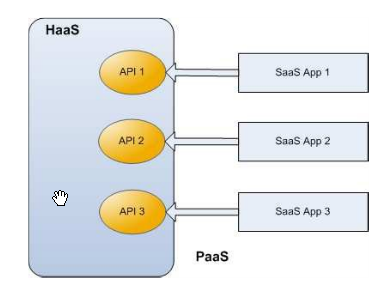 HaaS
API 1
SaaS App 1
API 2
SaaS App 2
API 3
SaaS App 3
PaaS